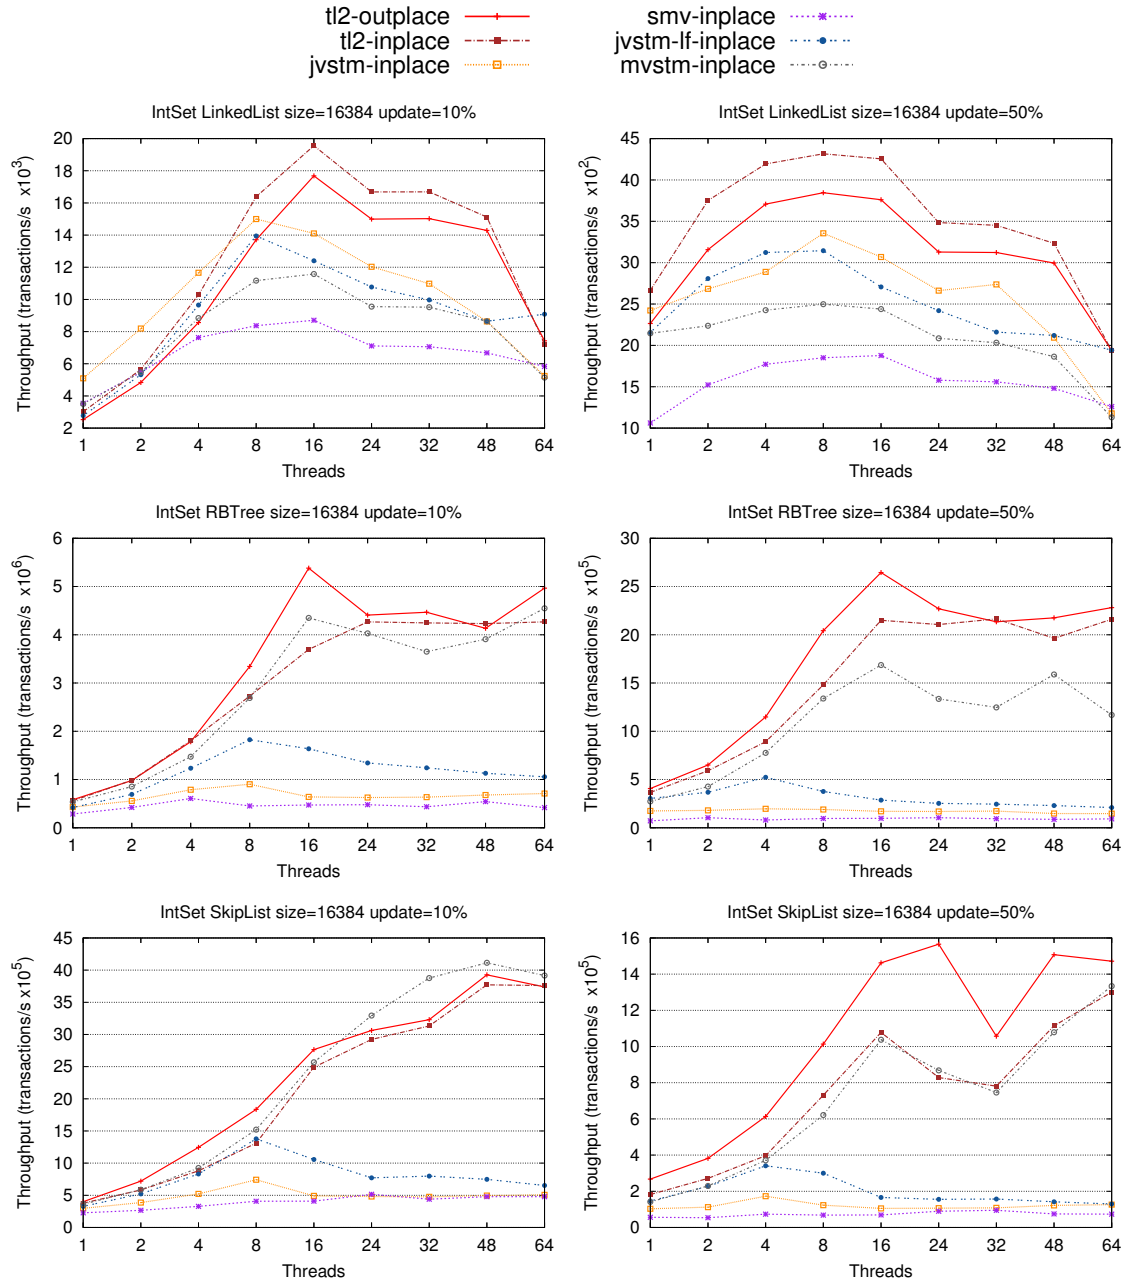 tl2-outplace
tl2-inplace
jvstm-inplace
smv-inplace
jvstm-lf-inplace
mvstm-inplace
IntSet LinkedList size=16384 update=10%
Throughput (transactions/s x10^3)
20
18
16
14
12
10
8
6
4
2
1 2 4 8 16 24 32 48 64
Threads
IntSet LinkedList size=16384 update=50%
Throughput (transactions/s x10^2)
45
40
35
30
25
20
15
10
1 2 4 8 16 24 32 48 64
Threads
IntSet RBTree size=16384 update=10%
Throughput (transactions/s x10^6)
6
5
4
3
2
1
0
1 2 4 8 16 24 32 48 64
Threads
IntSet RBTree size=16384 update=50%
Throughput (transactions/s x10^5)
30
25
20
15
10
5
0
1 2 4 8 16 24 32 48 64
Threads
IntSet SkipList size=16384 update=10%
Throughput (transactions/s x10^5)
45
40
35
30
25
20
15
10
5
0
1 2 4 8 16 24 32 48 64
Threads
IntSet SkipList size=16384 update=50%
Throughput (transactions/s x10^5)
16
14
12
10
8
6
4
2
0
1 2 4 8 16 24 32 48 64
Threads